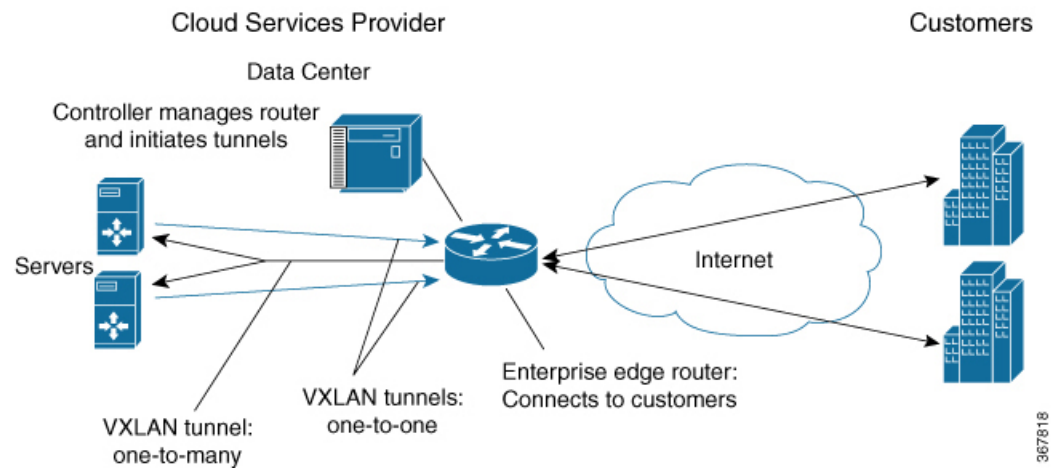 Cloud Services Provider
Customers
Data Center
Controller manages router
and initiates tunnels
Servers
Internet
Enterprise edge router:
Connects to customers
VXLAN tunnels:
one-to-one
VXLAN tunnel:
one-to-many
367818